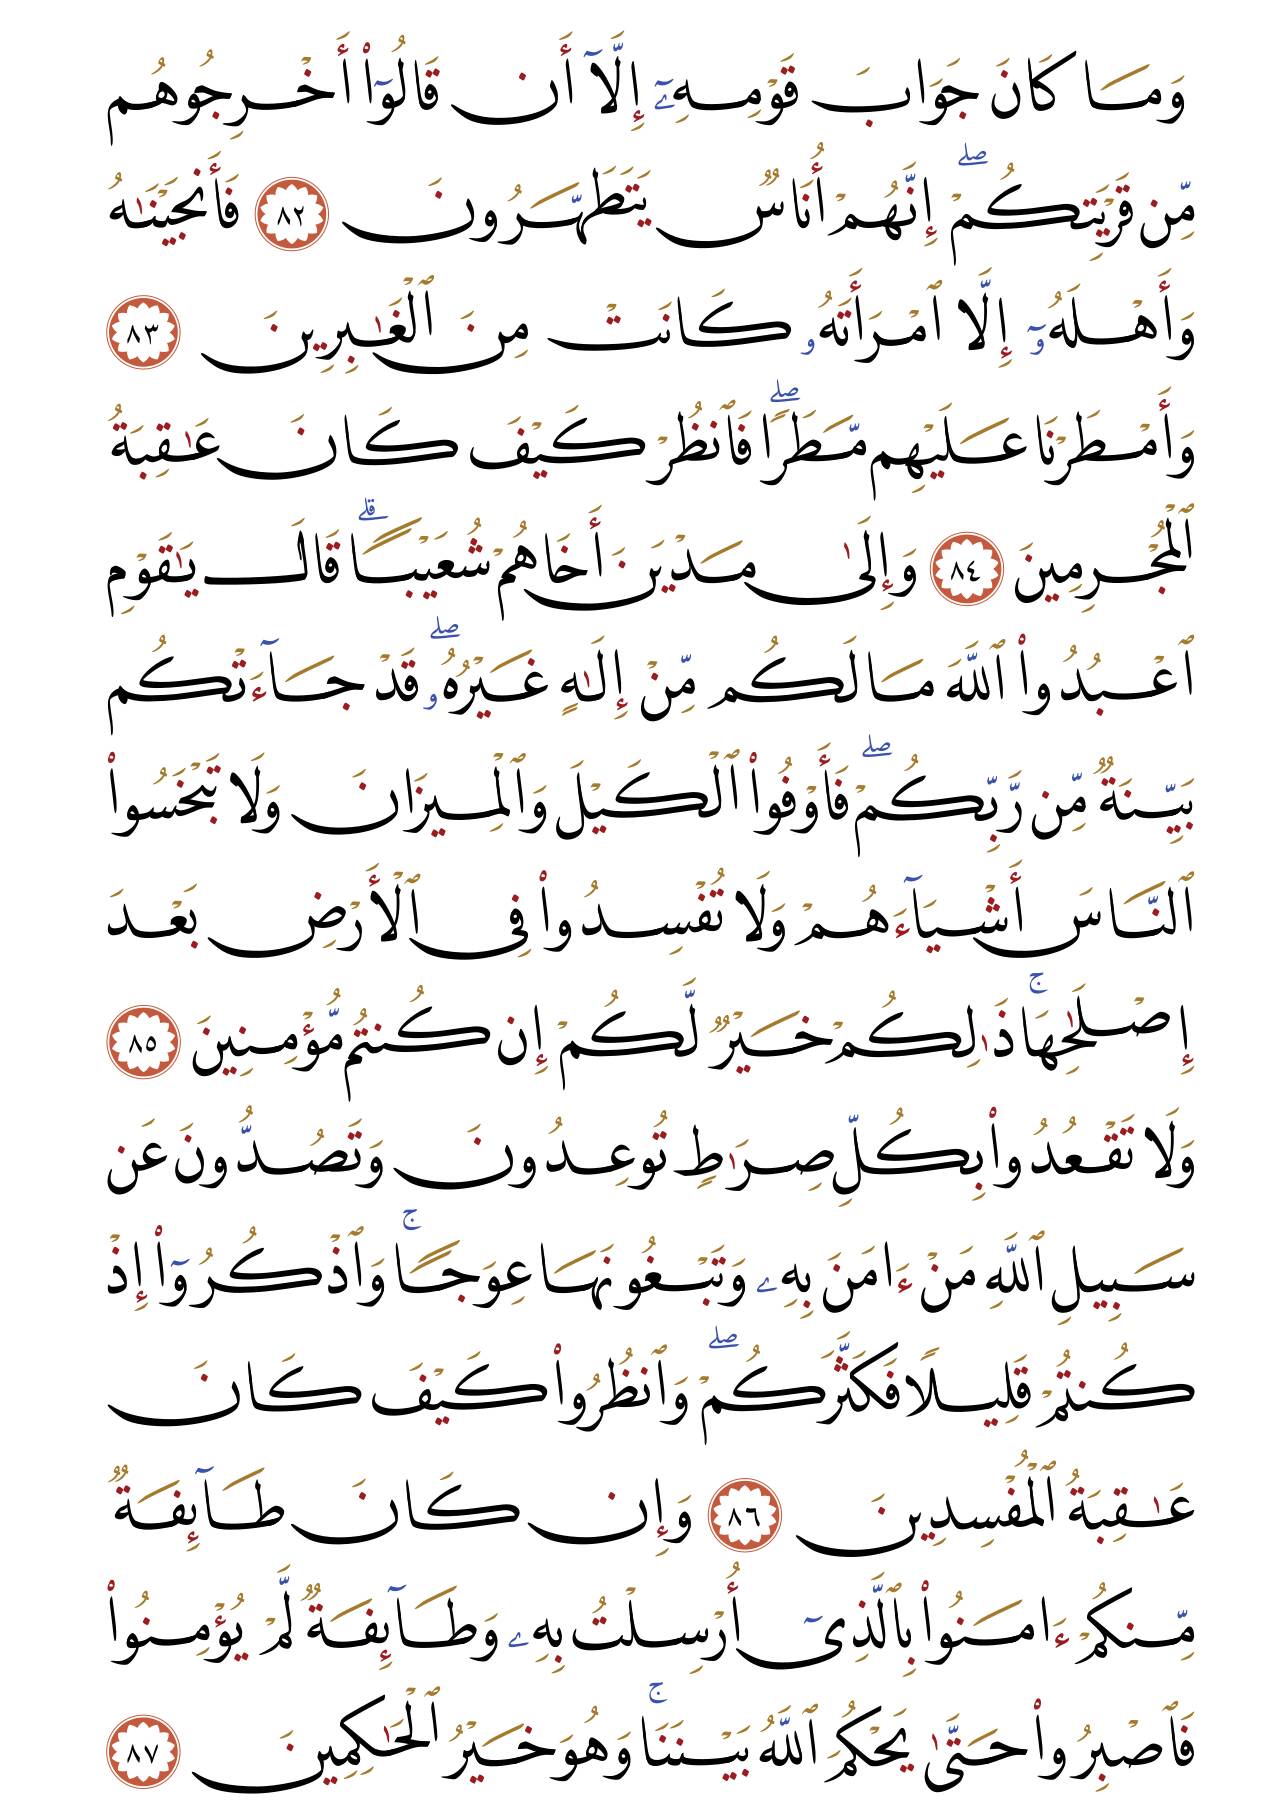 وَمَا كَانَ جَوَابَ قَوْمِهِۦٓ إِلَّآ أَن قَالُوٓا۟ أَخْرِجُوهُم
مِّن قَرْيَتِكُمْ ۖ إِنَّهُمْ أُنَاسٌ يَتَطَهَّرُونَ ٨٢ فَأَنجَيْنَـٰهُ
وَأَهْلَهُۥٓ إِلَّا ٱمْرَأَتَهُۥ كَانَتْ مِنَ ٱلْغَـٰبِرِينَ ٨٣
وَأَمْطَرْنَا عَلَيْهِم مَّطَرًا ۖ فَٱنظُرْ كَيْفَ كَانَ عَـٰقِبَةُ
ٱلْمُجْرِمِينَ ٨٤ وَإِلَىٰ مَدْيَنَ أَخَاهُمْ شُعَيْبًا ۗ قَالَ يَـٰقَوْمِ
ٱعْبُدُوا۟ ٱللَّهَ مَا لَكُم مِّنْ إِلَـٰهٍ غَيْرُهُۥ ۖ قَدْ جَآءَتْكُم
بَيِّنَةٌ مِّن رَّبِّكُمْ ۖ فَأَوْفُوا۟ ٱلْكَيْلَ وَٱلْمِيزَانَ وَلَا تَبْخَسُوا۟
ٱلنَّاسَ أَشْيَآءَهُمْ وَلَا تُفْسِدُوا۟ فِى ٱلْأَرْضِ بَعْدَ
إِصْلَـٰحِهَا ۚ ذَٰلِكُمْ خَيْرٌ لَّكُمْ إِن كُنتُم مُّؤْمِنِينَ ٨٥
وَلَا تَقْعُدُوا۟ بِكُلِّ صِرَٰطٍ تُوعِدُونَ وَتَصُدُّونَ عَن
سَبِيلِ ٱللَّهِ مَنْ ءَامَنَ بِهِۦ وَتَبْغُونَهَا عِوَجًا ۚ وَٱذْكُرُوٓا۟ إِذْ
كُنتُمْ قَلِيلًا فَكَثَّرَكُمْ ۖ وَٱنظُرُوا۟ كَيْفَ كَانَ
عَـٰقِبَةُ ٱلْمُفْسِدِينَ ٨٦ وَإِن كَانَ طَآئِفَةٌ
مِّنكُمْ ءَامَنُوا۟ بِٱلَّذِىٓ أُرْسِلْتُ بِهِۦ وَطَآئِفَةٌ لَّمْ يُؤْمِنُوا۟
فَٱصْبِرُوا۟ حَتَّىٰ يَحْكُمَ ٱللَّهُ بَيْنَنَا ۚ وَهُوَ خَيْرُ ٱلْحَـٰكِمِينَ ٨٧